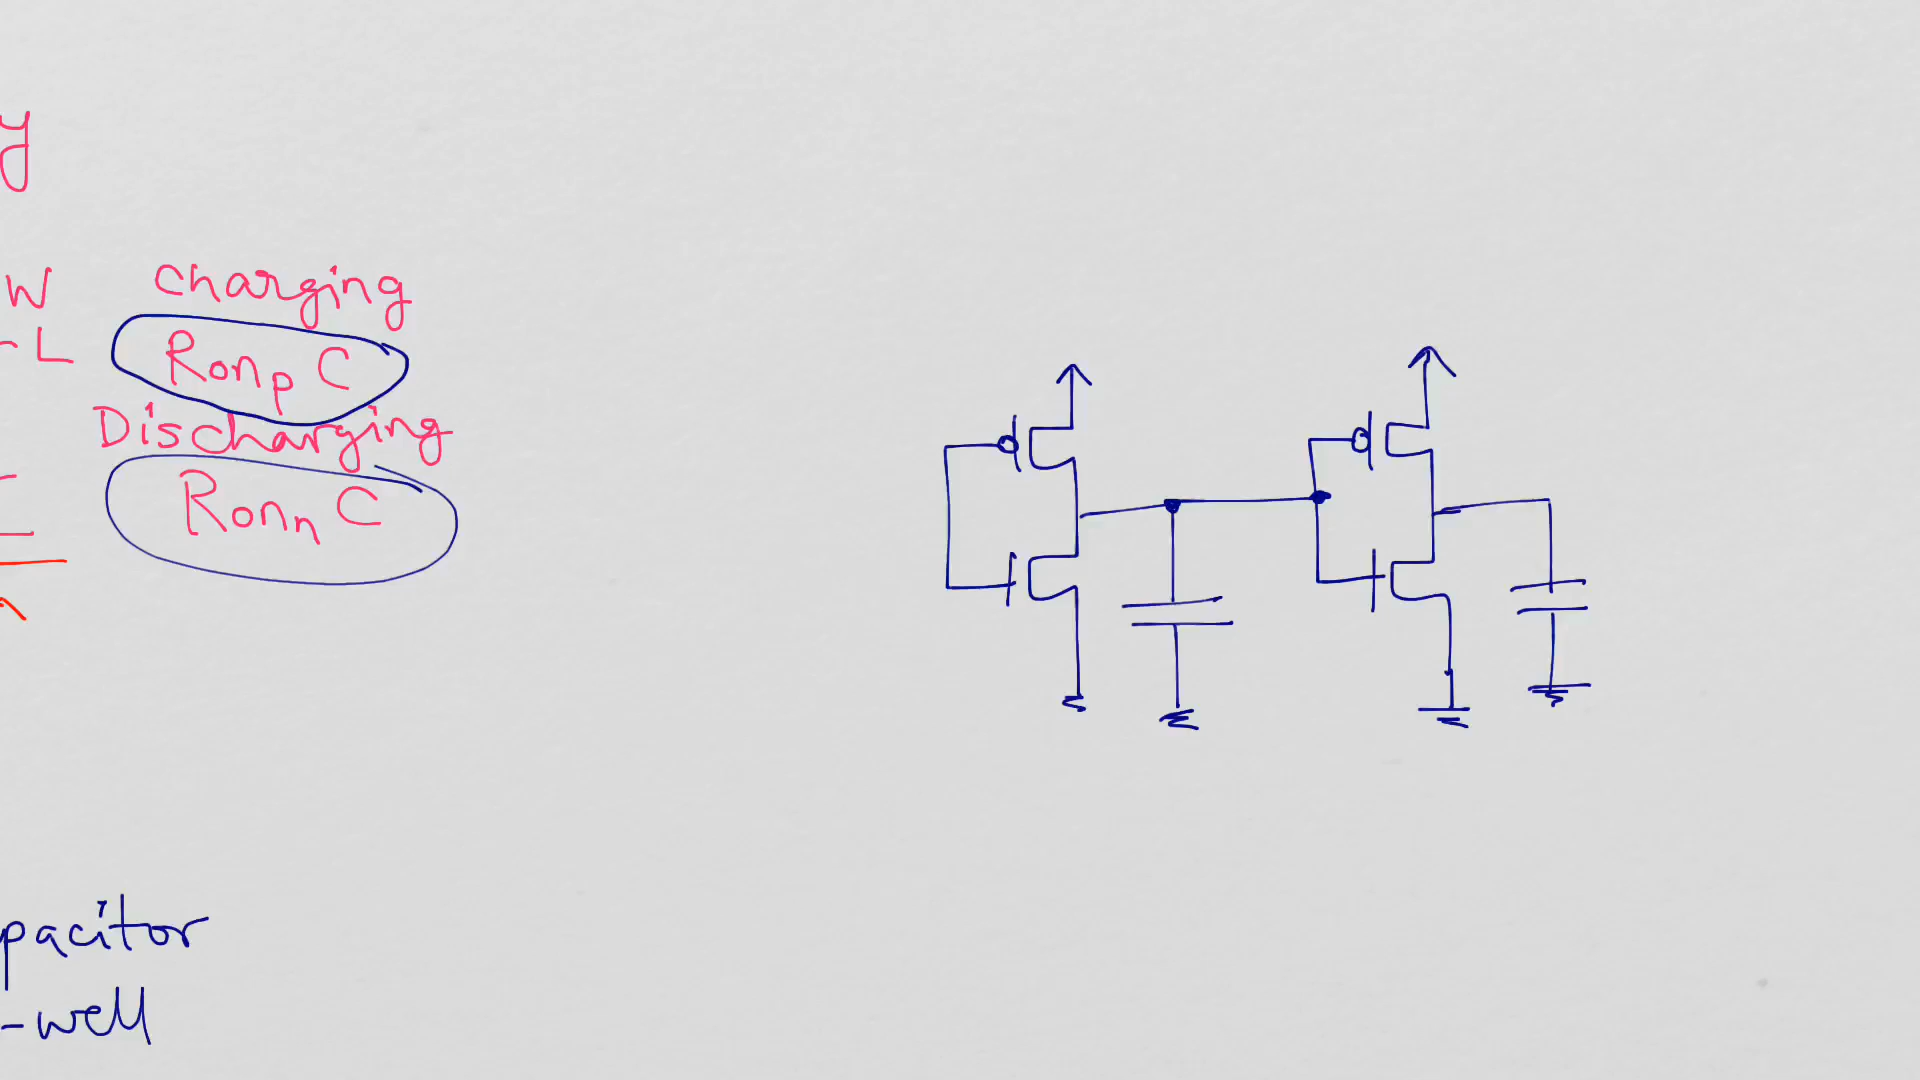 y
W
L
Charging
Ronp C
Discharging
Ronn C
pacitor
-well